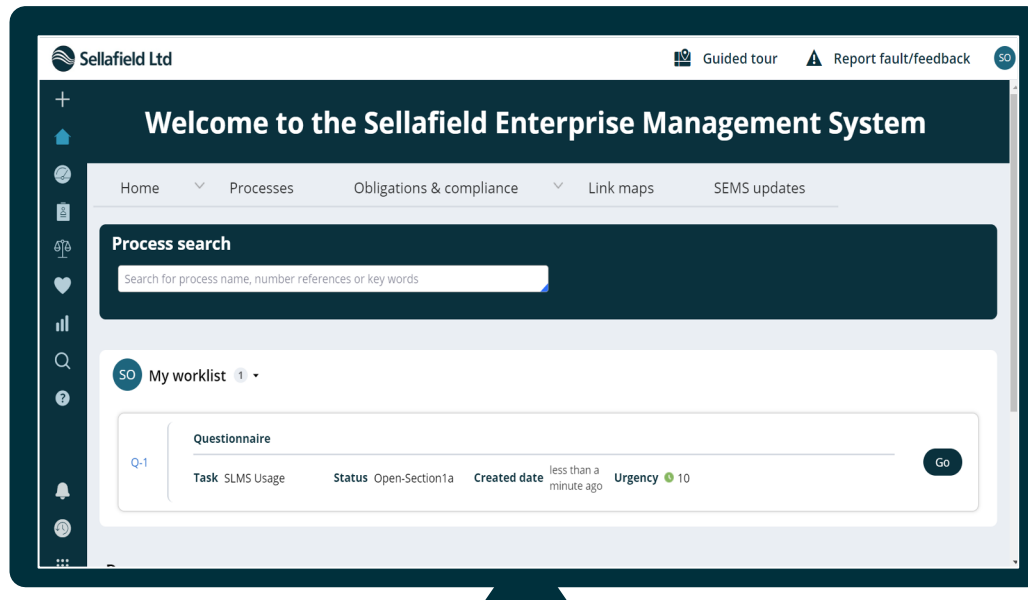 Sellafield Ltd
Guided tour
Report fault/feedback
SO
Welcome to the Sellafield Enterprise Management System
Home Processes Obligations & compliance Link maps SEMS updates
Process search
Search for process name, number references or key words
SO My worklist 1
Questionnaire
Q-1
Task SLMS Usage Status Open-Section1a Created date less than a minute ago Urgency 10
Go